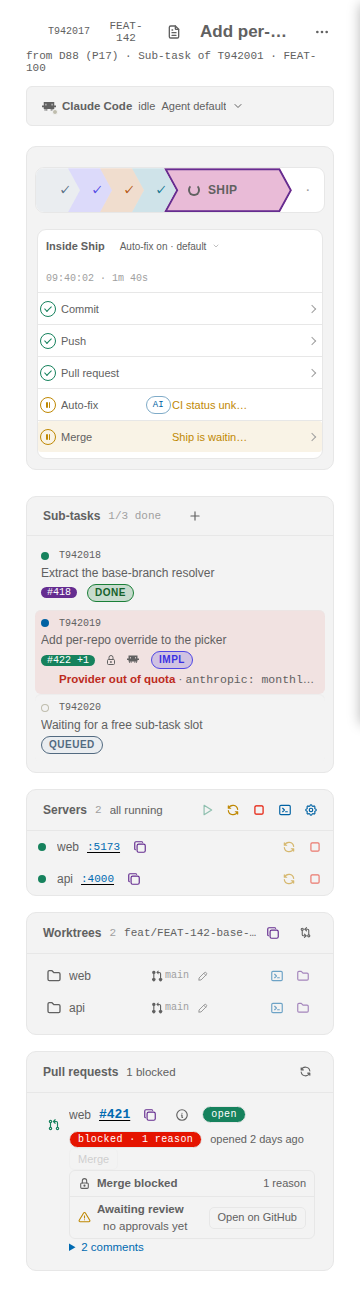 T942017 FEAT-142 Add per-… ···
from D88 (P17) · Sub-task of T942001 · FEAT-
100
Claude Code idle Agent default
✓ ✓ ✓ ✓ SHIP ·
Inside Ship Auto-fix on · default
09:40:02 · 1m 40s
Commit
Push
Pull request
Auto-fix AI CI status unk…
Merge Ship is waitin…
Sub-tasks 1/3 done +
T942018
Extract the base-branch resolver
#418 DONE
T942019
Add per-repo override to the picker
#422 +1 IMPL
Provider out of quota · anthropic: monthl…
T942020
Waiting for a free sub-task slot
QUEUED
Servers 2 all running
web :5173
api :4000
Worktrees 2 feat/FEAT-142-base-…
web main
api main
Pull requests 1 blocked
web #421 open
blocked · 1 reason opened 2 days ago
Merge
Merge blocked 1 reason
Awaiting review
no approvals yet Open on GitHub
2 comments